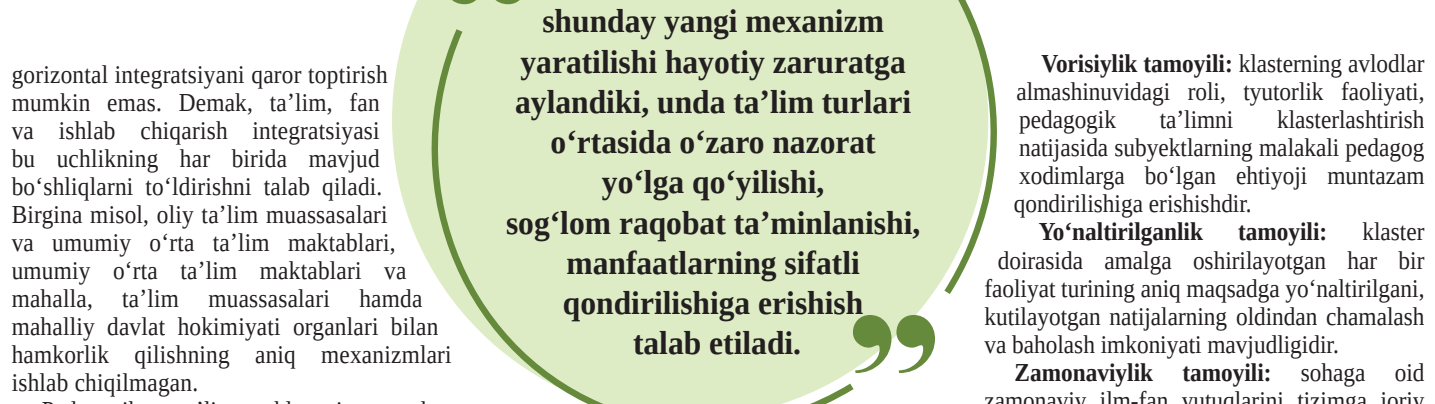 gorizontal integratsiyani qaror toptirish
mumkin emas. Demak, ta’lim, fan
va ishlab chiqarish integratsiyasi
bu uchlikning har birida mavjud
bo‘shliqlarni to‘ldirishni talab qiladi.
Birgina misol, oliy ta’lim muassasalari
va umumiy o‘rta ta’lim maktablari,
umumiy o‘rta ta’lim maktablari va
mahalla, ta’lim muassasalari hamda
mahalliy davlat hokimiyati organlari bilan
hamkorlik qilishning aniq mexanizmlari
ishlab chiqilmagan.
shunday yangi mexanizm
yaratilishi hayotiy zaruratga
aylandiki, unda ta’lim turlari
o‘rtasida o‘zaro nazorat
yo‘lga qo‘yilishi,
sog‘lom raqobat ta’minlanishi,
manfaatlarning sifatli
qondirilishiga erishish
talab etiladi.
Vorisiylik tamoyili: klasterning avlodlar
almashinuvidagi roli, tyutorlik faoliyati,
pedagogik ta’limni klasterlashtirish
natijasida subyektlarning malakali pedagog
xodimlarga bo‘lgan ehtiyoji muntazam
qondirilishiga erishishdir.
Yo‘naltirilganlik tamoyili: klaster
doirasida amalga oshirilayotgan har bir
faoliyat turining aniq maqsadga yo‘naltirilgani,
kutilayotgan natijalarning oldindan chamalash
va baholash imkoniyati mavjudligidir.
Zamonaviylik tamoyili: sohaga oid
zamonaviy ilm-fan yutuqlarini tizimga joriy